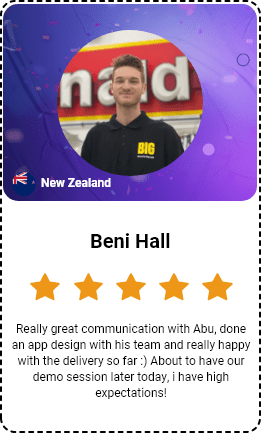 nald
BIG
New Zealand
Beni Hall
Really great communication with Abu, done
an app design with his team and really happy
with the delivery so far :) About to have our
demo session later today, i have high
expectations!